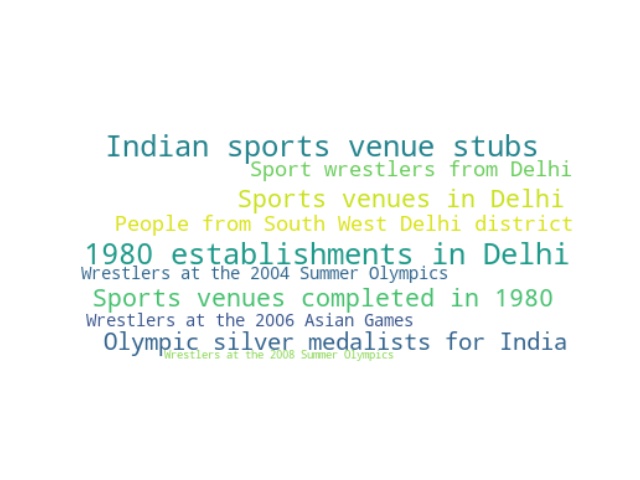 Indian sports venue stubs
Sport wrestlers from Delhi
Sports venues in Delhi
People from South West Delhi district
1980 establishments in Delhi
Wrestlers at the 2004 Summer Olympics
Sports venues completed in 1980
Wrestlers at the 2006 Asian Games
Olympic silver medalists for India
Wrestlers at the 2008 Summer Olympics